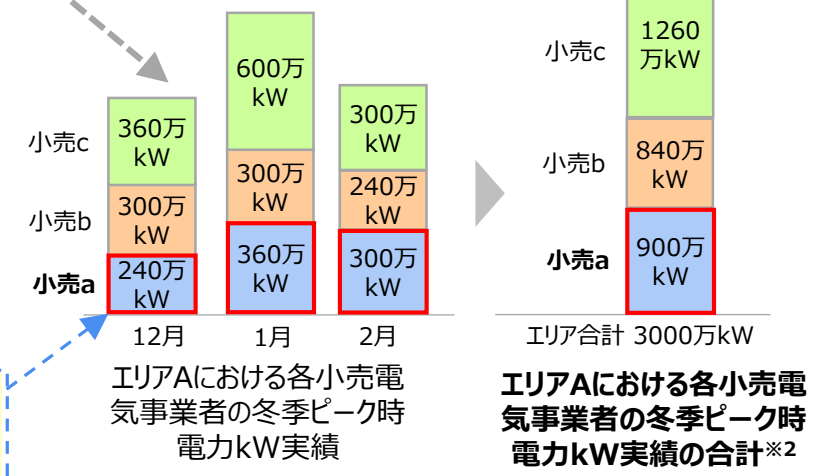 600万
kW
360万
kW
300万
kW
小売c
300万
kW
300万
kW
240万
kW
小売b
240万
kW
360万
kW
300万
kW
小売a
12月
1月
2月
エリアAにおける各小売電
気事業者の冬季ピーク時
電力kW実績
1260
万kW
小売c
840万
kW
小売b
900万
kW
小売a
エリア合計 3000万kW
エリアAにおける各小売電
気事業者の冬季ピーク時
電力kW実績の合計※2